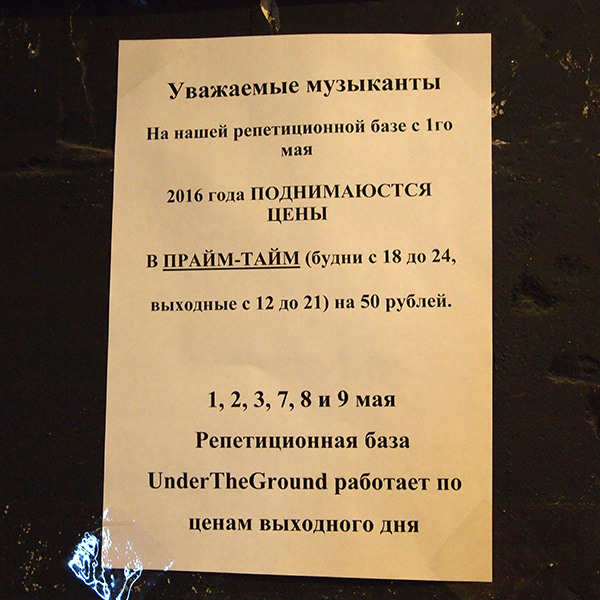 Уважаемые музыканты
На нашей репетиционной базе с 1го
мая
2016 года ПОДНИМАЮСТСЯ
ЦЕНЫ
В ПРАЙМ-ТАЙМ (будни с 18 до 24,
выходные с 12 до 21) на 50 рублей.
1, 2, 3, 7, 8 и 9 мая
Репетиционная база
UnderTheGround работает по
ценам выходного дня